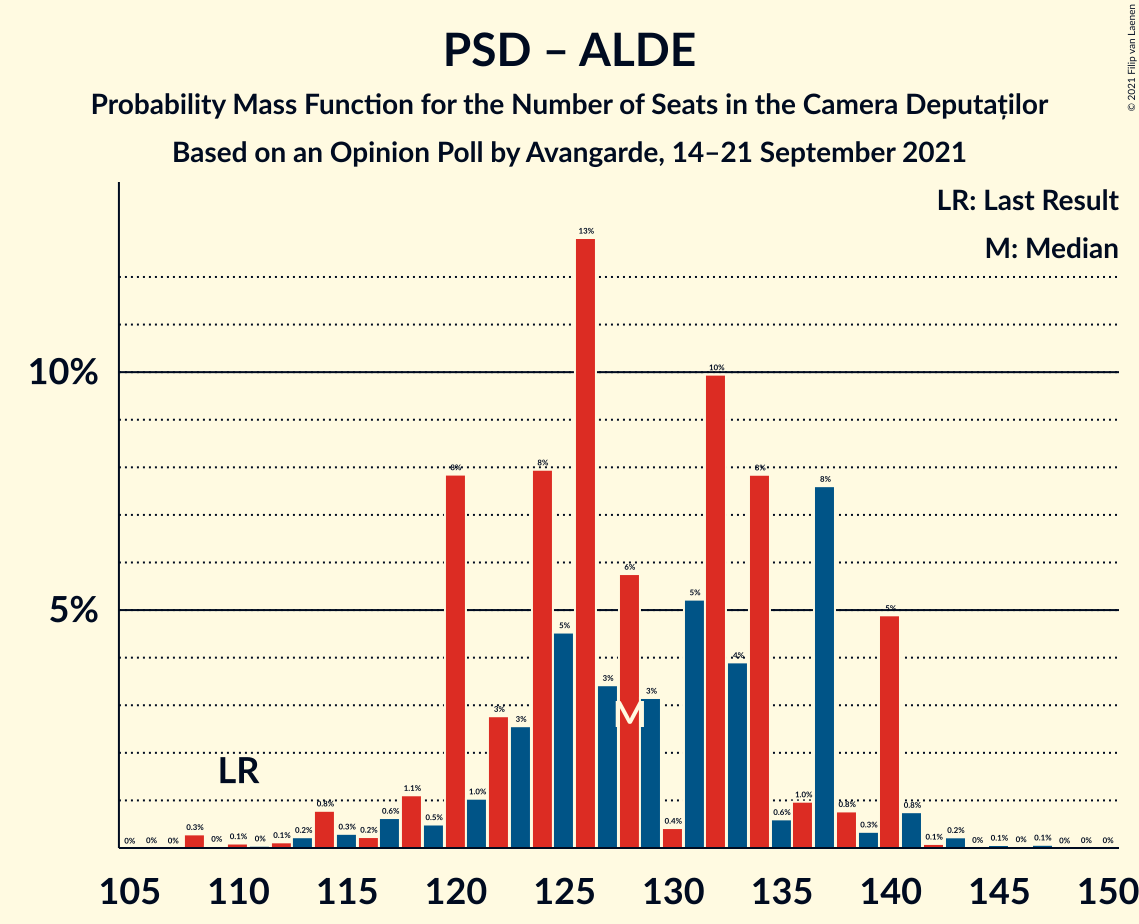 PSD – ALDE
Probability Mass Function for the Number of Seats in the Camera Deputaților
Based on an Opinion Poll by Avangarde, 14–21 September 2021
© 2021 Filip van Laenen
LR: Last Result
M: Median
10%
5%
0% 0% 0% 0.3% 0% 0.1% 0% 0.1% 0.2% 0.8% 0.3% 0.2% 0.6% 1.1% 0.5% 8% 1.0% 3% 3% 8% 5% 13% 3% 6% 3% 0.4% 5% 10% 4% 8% 0.6% 1.0% 8% 0.8% 0.3% 5% 0.8% 0.1% 0.2% 0% 0.1% 0% 0.1% 0% 0% 0%
LR
M
105 110 115 120 125 130 135 140 145 150